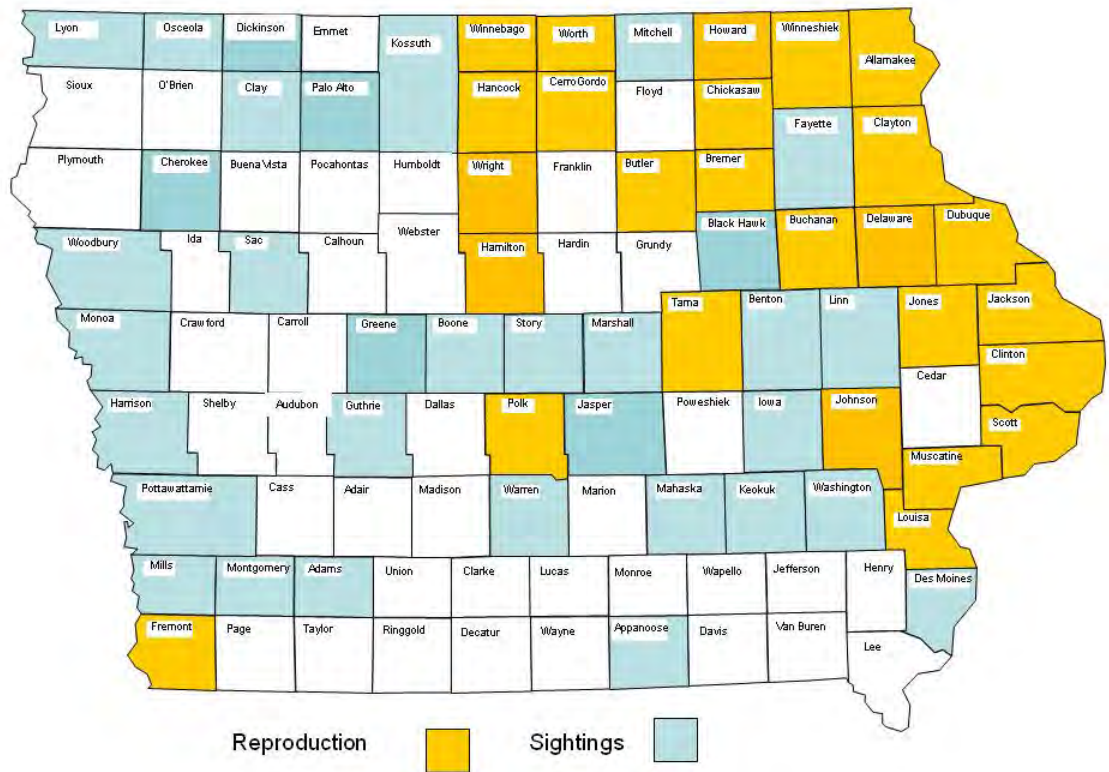 Lyon
Osceola
Dickinson
Emmet
Kossuth
Winnebago
Worth
Mitchell
Howard
Winneshiek
Allamakee
Sioux
O'Brien
Clay
Palo Alto
Hancock
Cerro Gordo
Floyd
Chickasaw
Fayette
Clayton
Plymouth
Cherokee
Buena Vista
Pocahontas
Humboldt
Wright
Franklin
Butler
Bremer
Woodbury
Ida
Sac
Calhoun
Webster
Hamilton
Hardin
Grundy
Black Hawk
Buchanan
Delaware
Dubuque
Monoa
Crawford
Carroll
Greene
Boone
Story
Marshall
Tama
Benton
Linn
Jones
Jackson
Clinton
Cedar
Harrison
Shelby
Audubon
Guthrie
Dallas
Polk
Jasper
Poweshiek
Iowa
Johnson
Scott
Muscatine
Pottawattamie
Cass
Adair
Madison
Warren
Marion
Mahaska
Keokuk
Washington
Louisa
Mills
Montgomery
Adams
Union
Clarke
Lucas
Monroe
Wapello
Jefferson
Henry
Des Moines
Fremont
Page
Taylor
Ringgold
Decatur
Wayne
Appanoose
Davis
Van Buren
Lee
Reproduction
Sightings